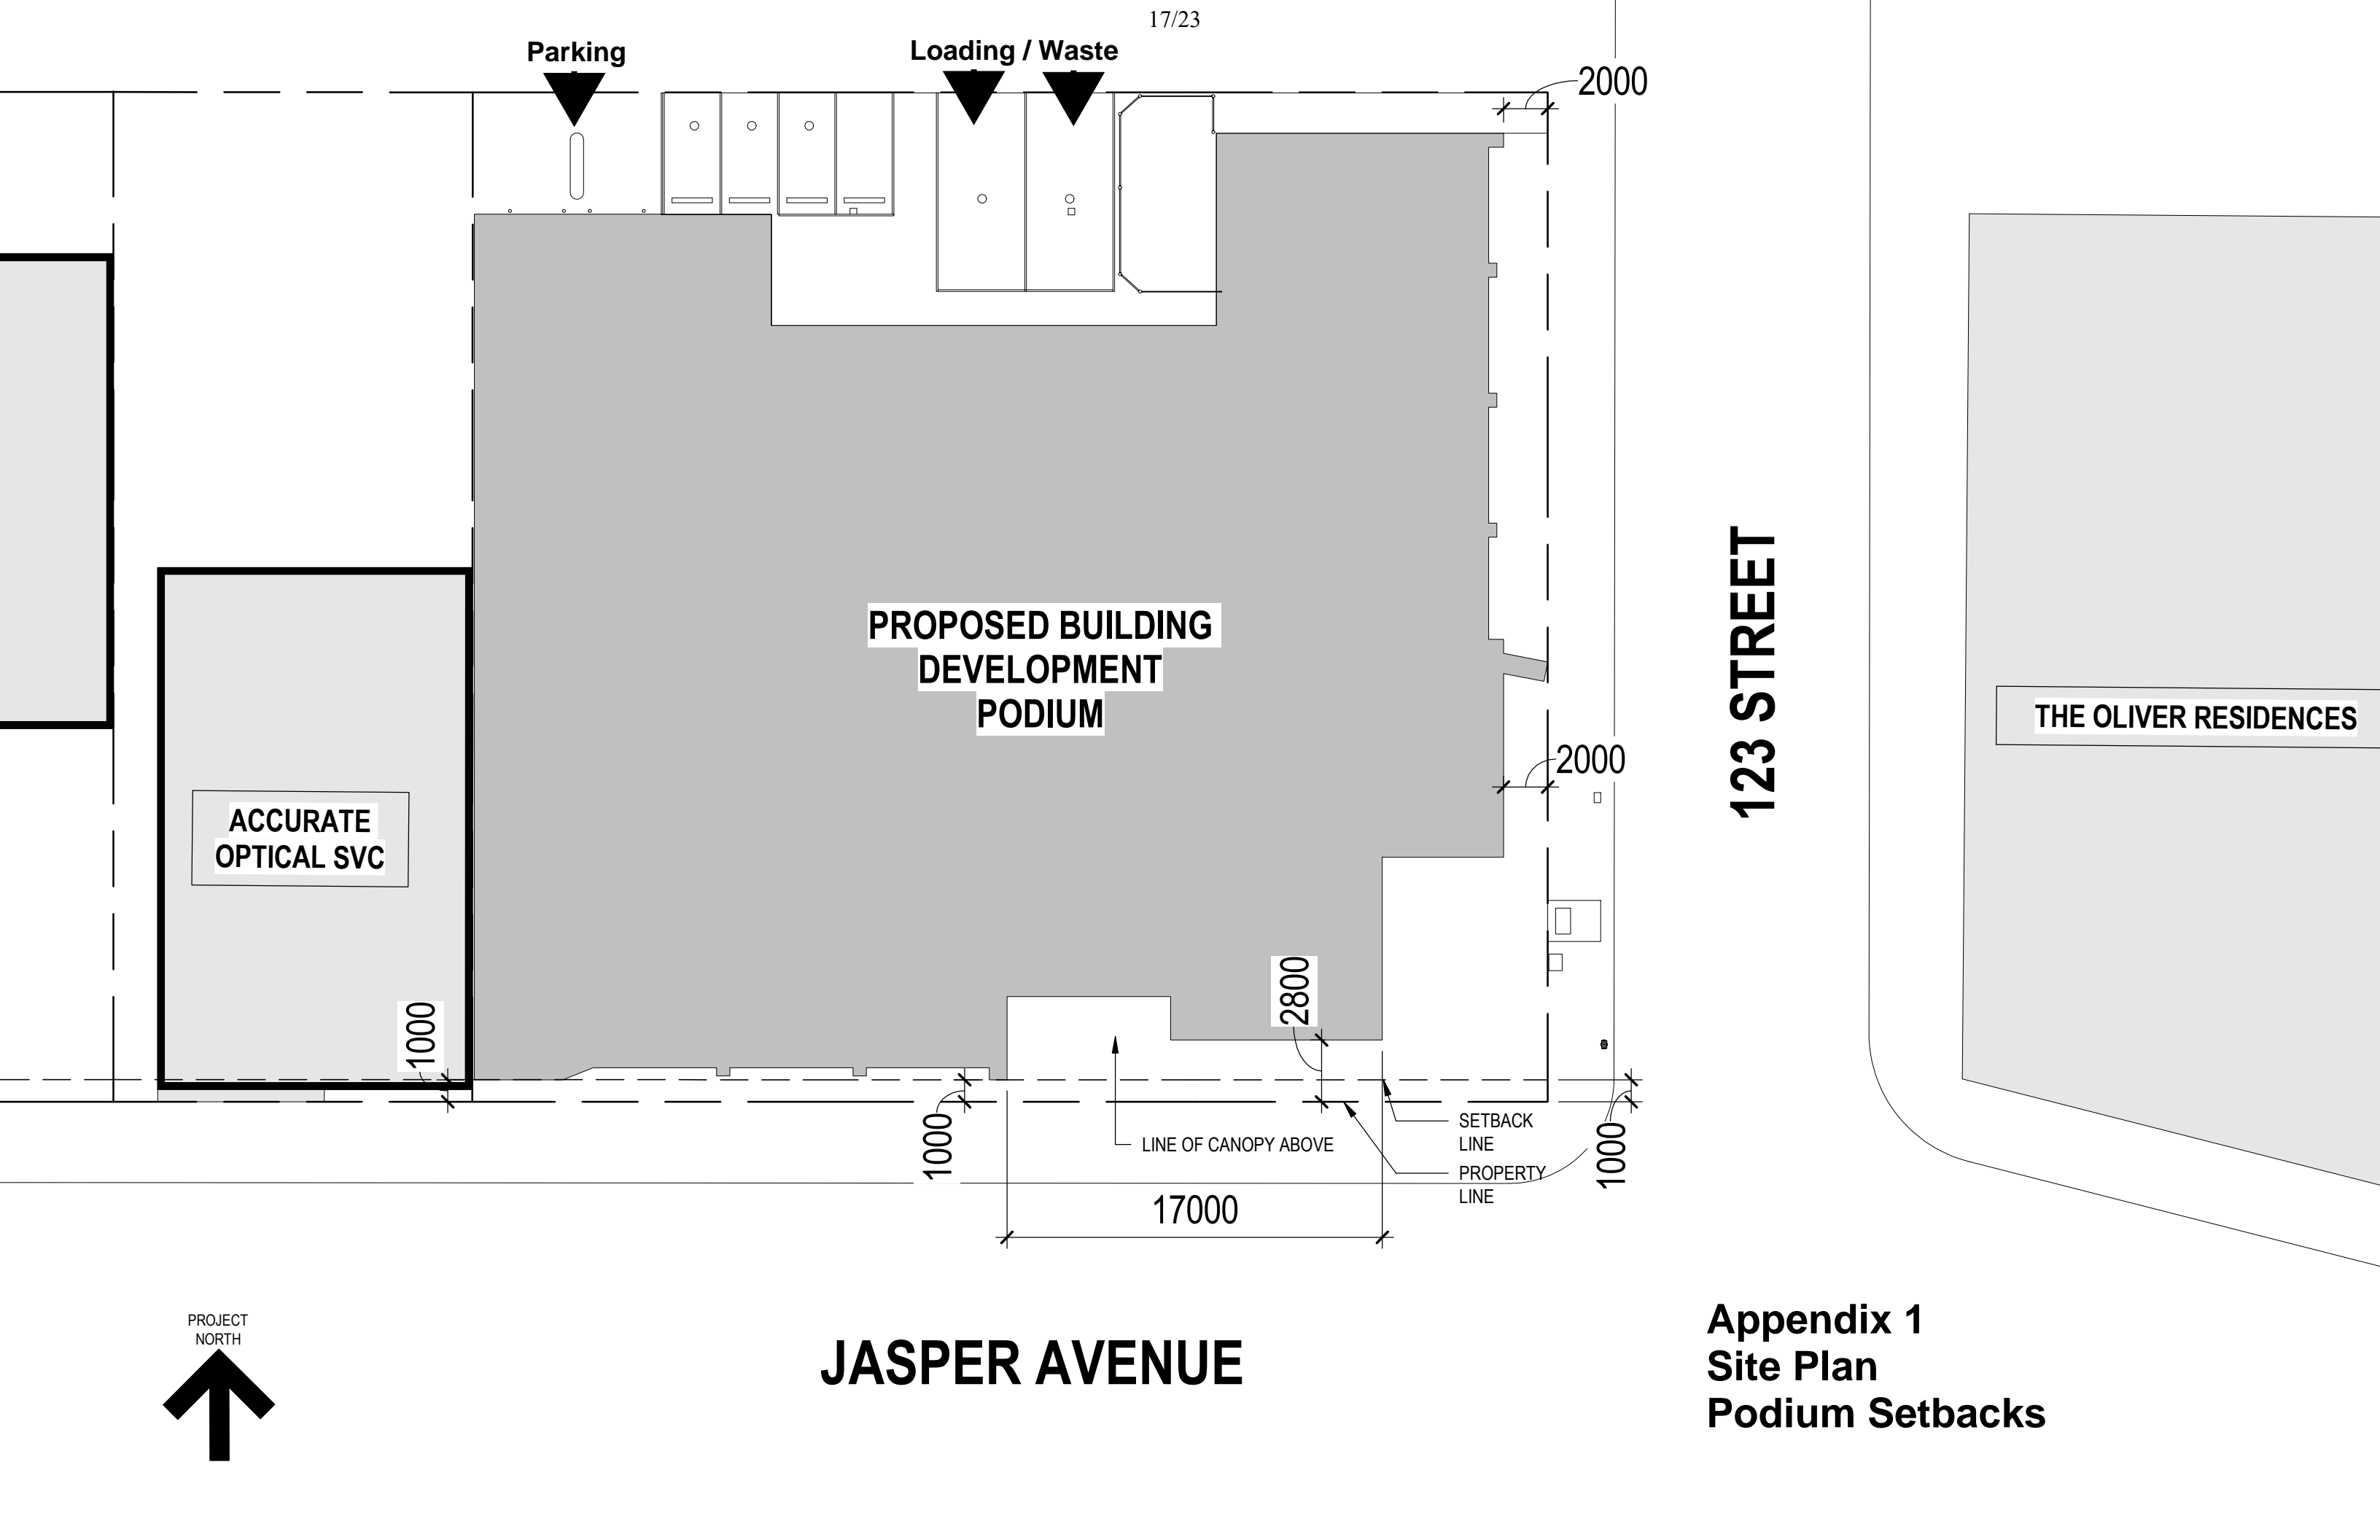 17/23
Parking
Loading / Waste
2000
PROPOSED BUILDING
DEVELOPMENT
PODIUM
123 STREET
THE OLIVER RESIDENCES
2000
ACCURATE
OPTICAL SVC
2800
1000
1000
LINE OF CANOPY ABOVE
SETBACK
LINE
PROPERTY
LINE
1000
17000
PROJECT
NORTH
JASPER AVENUE
Appendix 1
Site Plan
Podium Setbacks